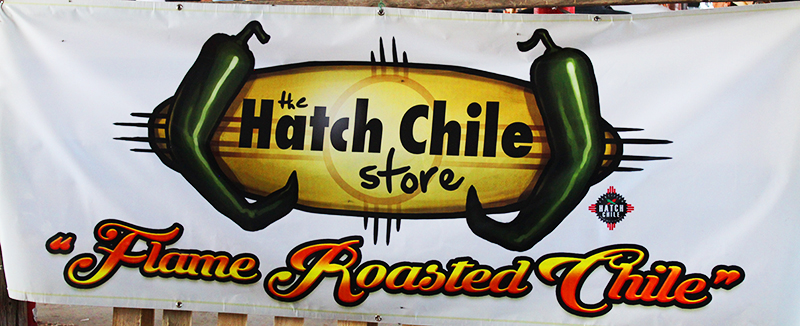 the
Hatch Chile
store
HATCH
CHILE
"Flame Roasted Chile"